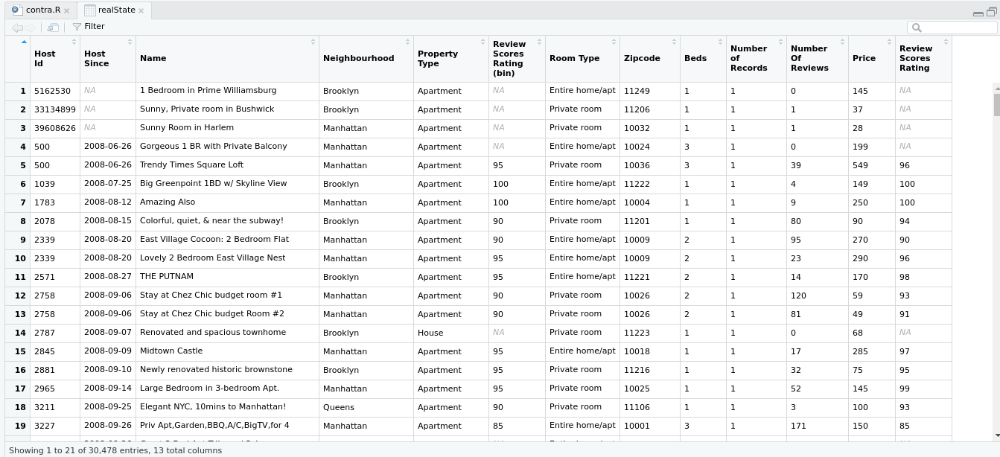 contra.R realState
Filter
Host Id Host Since Name Neighbourhood Property Type Review Scores Rating (bin) Room Type Zipcode Beds Number of Records Number Of Reviews Price Review Scores Rating
1 5162530 NA 1 Bedroom in Prime Williamsburg Brooklyn Apartment NA Entire home/apt 11249 1 1 0 145 NA
2 33134899 NA Sunny, Private room in Bushwick Brooklyn Apartment NA Private room 11206 1 1 1 37 NA
3 39608626 NA Sunny Room in Harlem Manhattan Apartment NA Private room 10032 1 1 1 28 NA
4 500 2008-06-26 Gorgeous 1 BR with Private Balcony Manhattan Apartment NA Entire home/apt 10024 3 1 0 199 NA
5 500 2008-06-26 Trendy Times Square Loft Manhattan Apartment 95 Private room 10036 3 1 39 549 96
6 1039 2008-07-25 Big Greenpoint 1BD w/ Skyline View Brooklyn Apartment 100 Entire home/apt 11222 1 1 4 149 100
7 1783 2008-08-12 Amazing Also Manhattan Apartment 100 Entire home/apt 10004 1 1 9 250 100
8 2078 2008-08-15 Colorful, quiet, & near the subway! Brooklyn Apartment 90 Private room 11201 1 1 80 90 94
9 2339 2008-08-20 East Village Cocoon: 2 Bedroom Flat Manhattan Apartment 90 Entire home/apt 10009 2 1 95 270 90
10 2339 2008-08-20 Lovely 2 Bedroom East Village Nest Manhattan Apartment 95 Entire home/apt 10009 2 1 23 290 96
11 2571 2008-08-27 THE PUTNAM Brooklyn Apartment 95 Entire home/apt 11221 2 1 14 170 98
12 2758 2008-09-06 Stay at Chez Chic budget room #1 Manhattan Apartment 90 Private room 10026 2 1 120 59 93
13 2758 2008-09-06 Stay at Chez Chic budget Room #2 Manhattan Apartment 90 Private room 10026 2 1 81 49 91
14 2787 2008-09-07 Renovated and spacious townhome Brooklyn House NA Private room 11223 1 1 0 68 NA
15 2845 2008-09-09 Midtown Castle Manhattan Apartment 95 Entire home/apt 10018 1 1 17 285 97
16 2881 2008-09-10 Newly renovated historic brownstone Brooklyn Apartment 95 Private room 11216 1 1 32 75 95
17 2965 2008-09-14 Large Bedroom in 3-bedroom Apt. Manhattan Apartment 95 Private room 10025 1 1 52 145 99
18 3211 2008-09-25 Elegant NYC, 10mins to Manhattan! Queens Apartment 90 Private room 11106 1 1 3 100 93
19 3227 2008-09-26 Priv Apt,Garden,BBQ,A/C,BigTV,for 4 Manhattan Apartment 85 Entire home/apt 10001 3 1 171 150 85
Showing 1 to 21 of 30,478 entries, 13 total columns